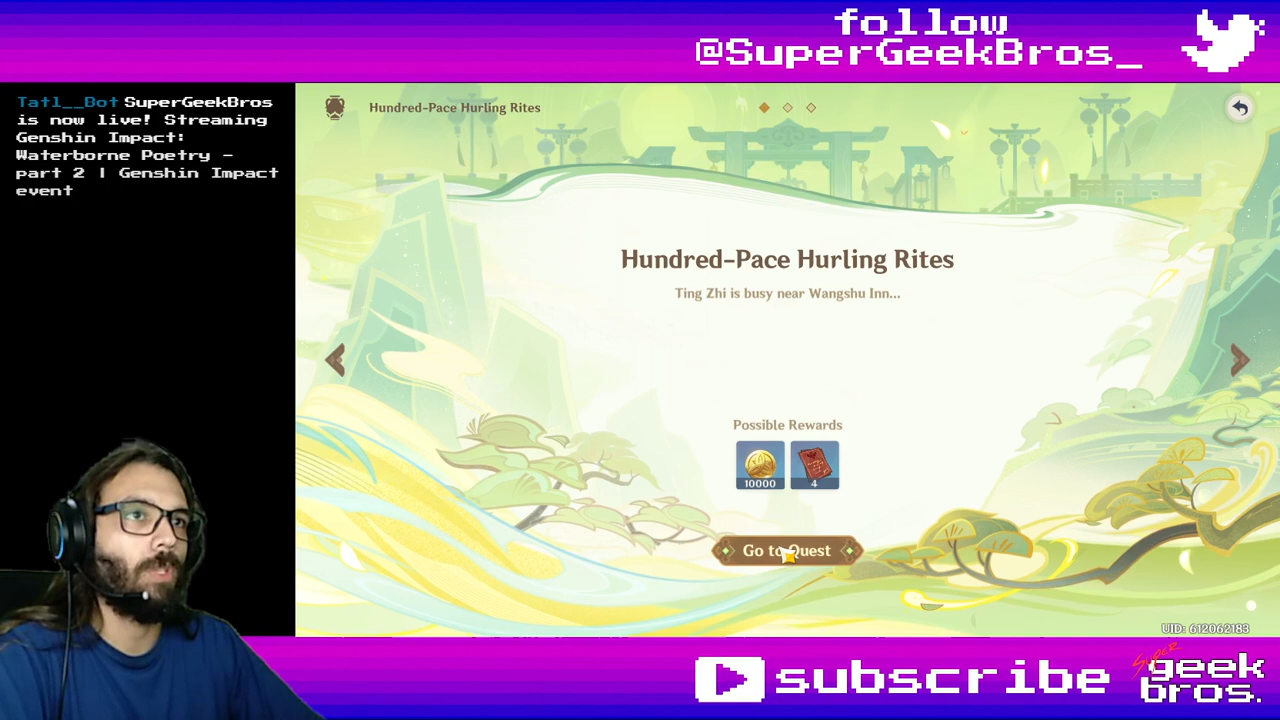 follow
@SuperGeekBros_
Tatl__Bot SuperGeekBros
is now live! Streaming
Genshin Impact:
Waterborne Poetry -
part 2 | Genshin Impact
event
Hundred-Pace Hurling Rites
Hundred-Pace Hurling Rites
Ting Zhi is busy near Wangshu Inn...
Possible Rewards
10000
4
Go to Quest
UID: 612062183
subscribe
super
geek
bros.